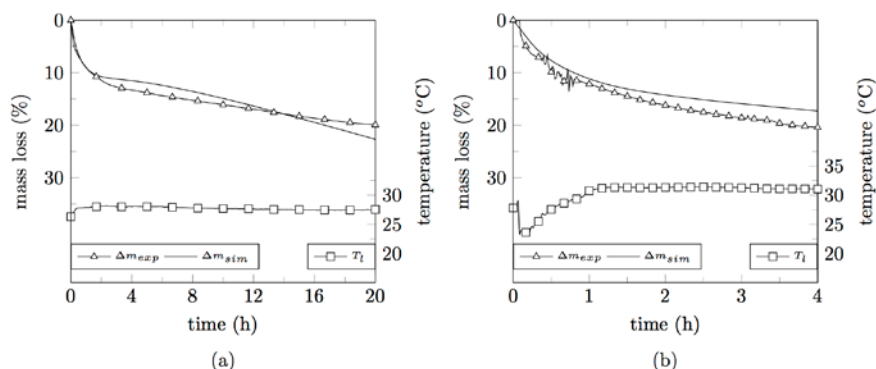 (a)
(b)
0
10
20
30
mass loss (%)
30
25
20
temperature (°C)
Δm_exp
Δm_sim
T_l
0 4 8 12 16 20
time (h)
0
10
20
30
mass loss (%)
35
30
25
20
temperature (°C)
Δm_exp
Δm_sim
T_l
0 1 2 3 4
time (h)
(a)
(b)